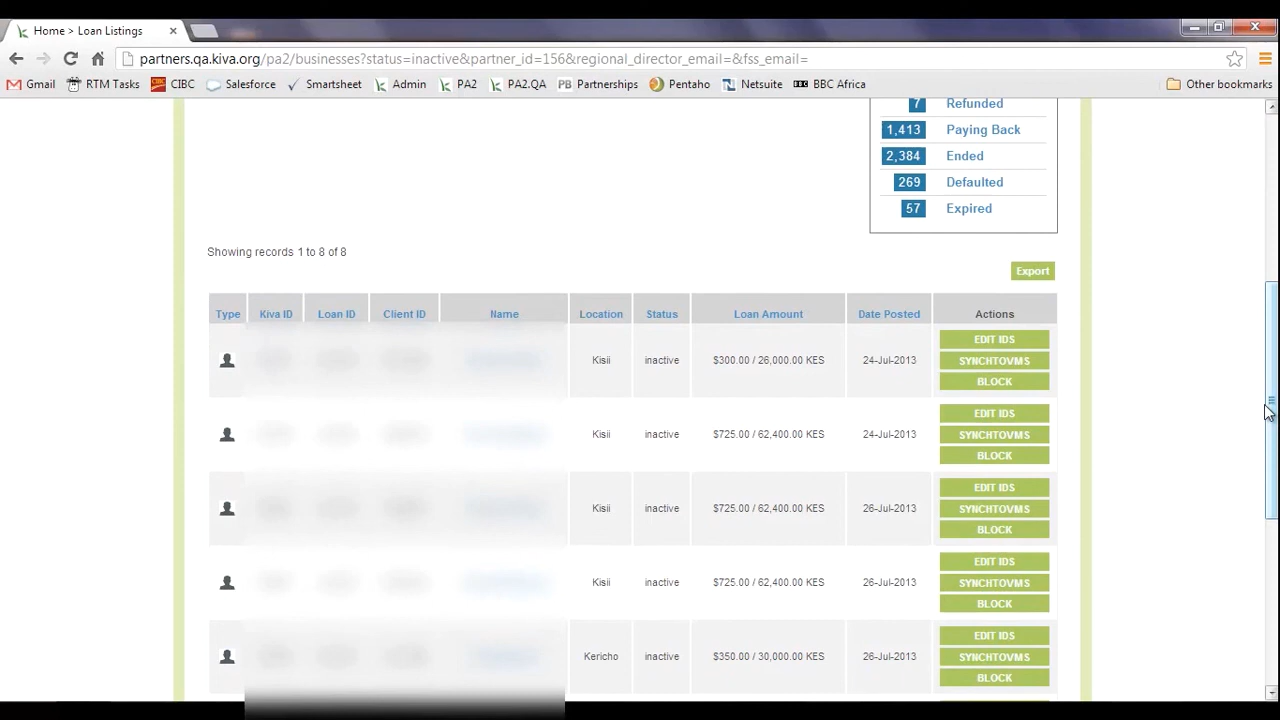 Home > Loan Listings
partners.qa.kiva.org/pa2/businesses?status=inactive&partner_id=156&regional_director_email=&fss_email=
Gmail RTM Tasks CIBC Salesforce Smartsheet Admin PA2 PA2.QA PB Partnerships Pentaho Netsuite BBC BBC Africa Other bookmarks
7 Refunded
1,413 Paying Back
2,384 Ended
269 Defaulted
57 Expired
Showing records 1 to 8 of 8
Export
Type Kiva ID Loan ID Client ID Name Location Status Loan Amount Date Posted Actions
EDIT IDS
Kisii inactive $300.00 / 26,000.00 KES 24-Jul-2013 SYNCHTOVMS
BLOCK
EDIT IDS
Kisii inactive $725.00 / 62,400.00 KES 24-Jul-2013 SYNCHTOVMS
BLOCK
EDIT IDS
Kisii inactive $725.00 / 62,400.00 KES 26-Jul-2013 SYNCHTOVMS
BLOCK
EDIT IDS
Kisii inactive $725.00 / 62,400.00 KES 26-Jul-2013 SYNCHTOVMS
BLOCK
EDIT IDS
Kericho inactive $350.00 / 30,000.00 KES 26-Jul-2013 SYNCHTOVMS
BLOCK